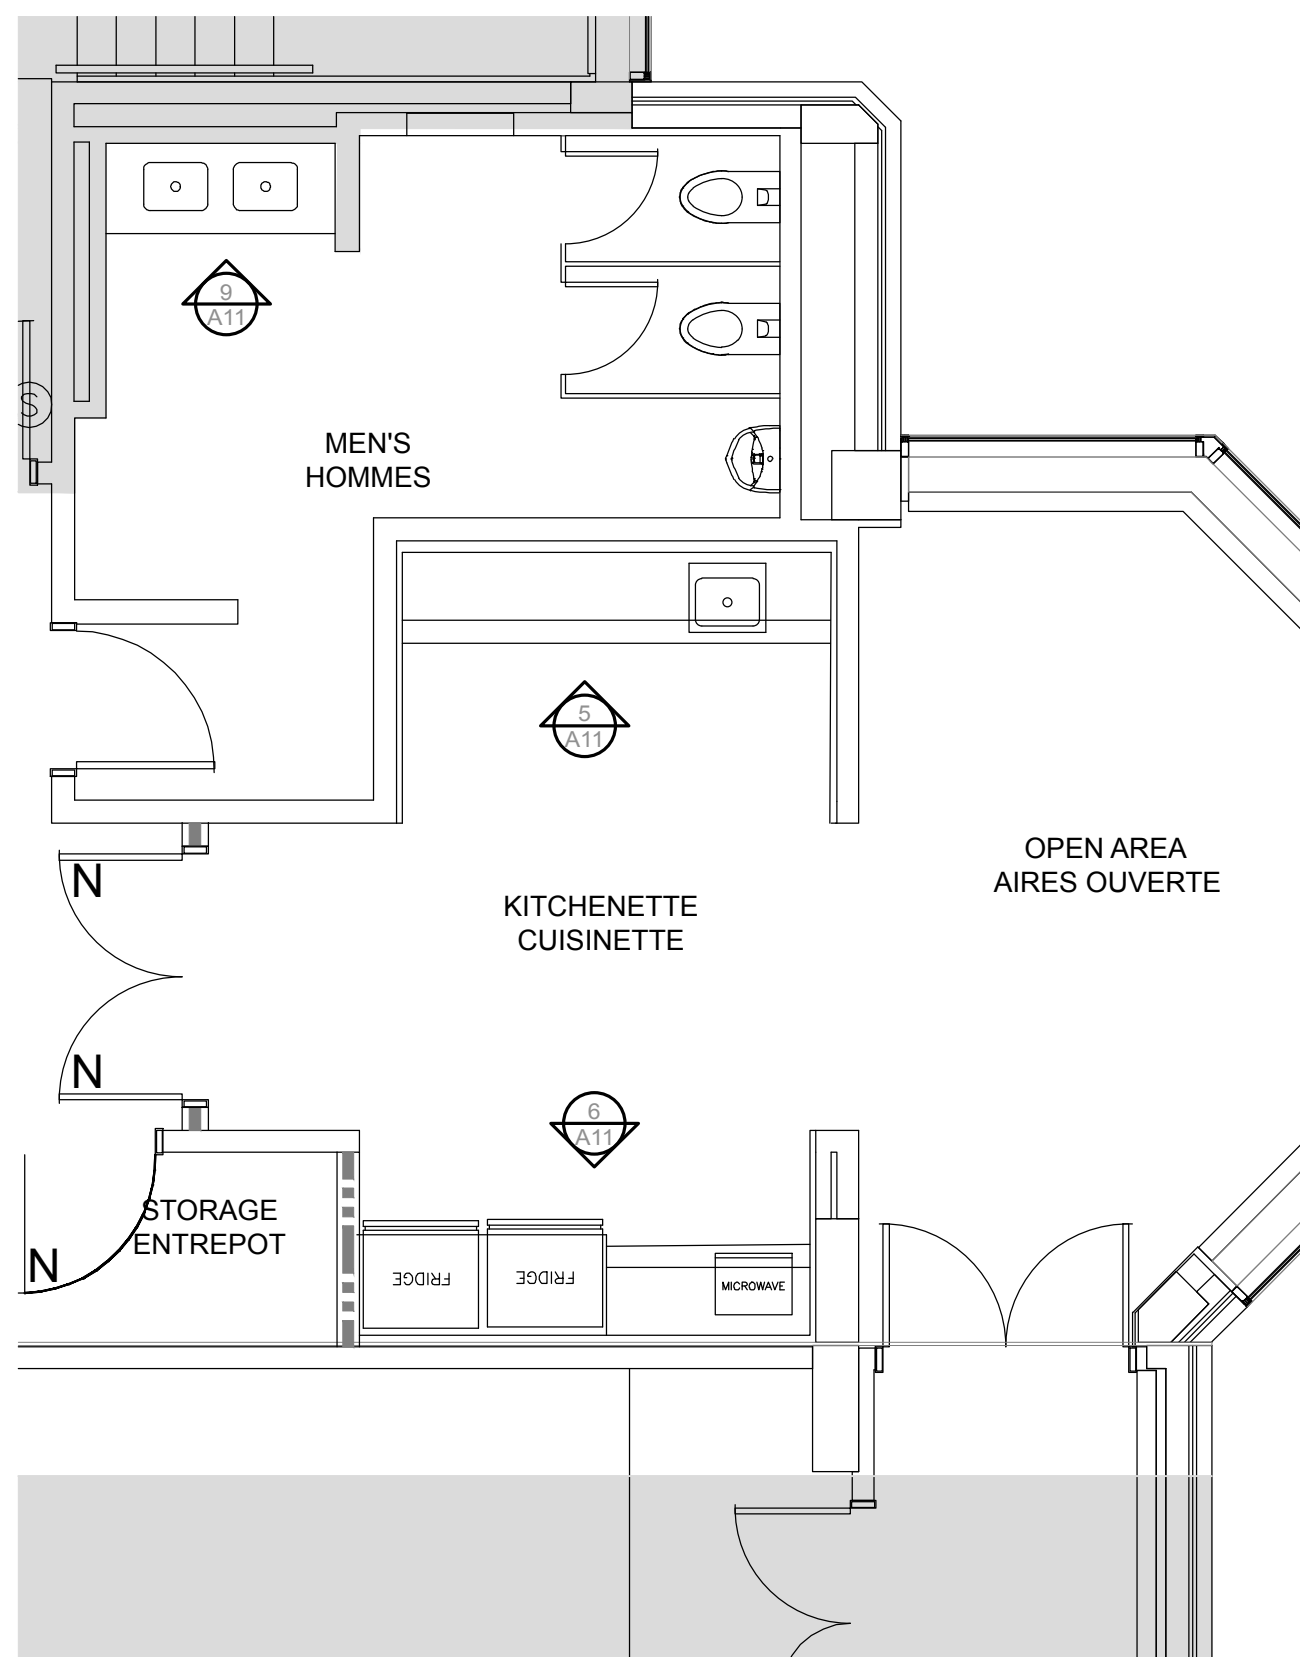 9
A11
S
MEN'S
HOMMES
5
A11
OPEN AREA
AIRES OUVERTE
N
KITCHENETTE
CUISINETTE
N
6
A11
STORAGE
ENTREPOT
N
FRIDGE
FRIDGE
MICROWAVE